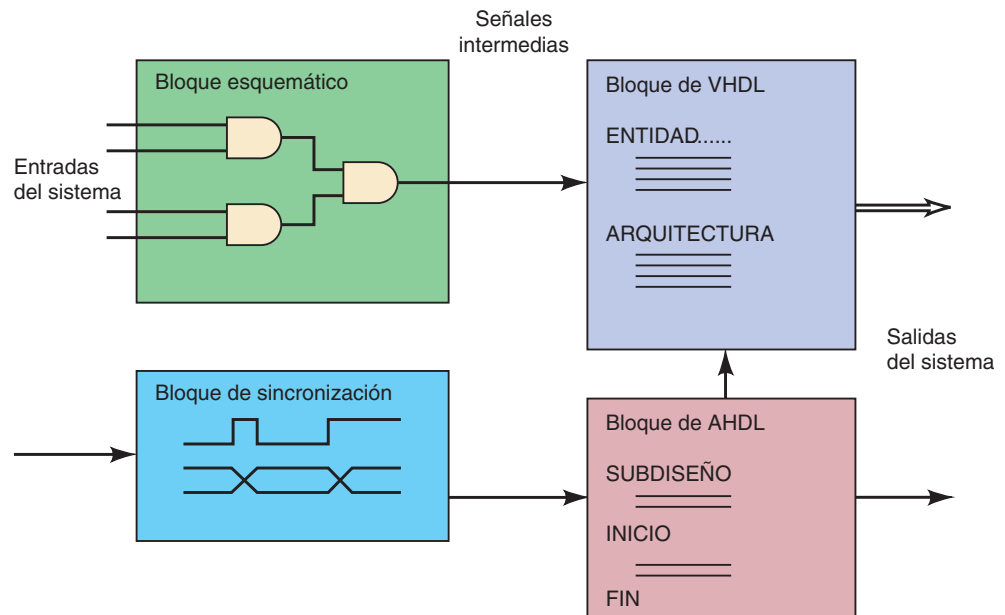 Señales
intermedias
Bloque esquemático
Entradas
del sistema
Bloque de VHDL
ENTIDAD......
ARQUITECTURA
Salidas
del sistema
Bloque de sincronización
Bloque de AHDL
SUBDISEÑO
INICIO
FIN